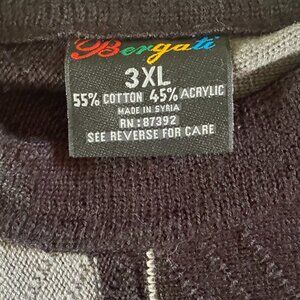 Bergati
3XL
55% COTTON 45% ACRYLIC
MADE IN SYRIA
RN: 87392
SEE REVERSE FOR CARE